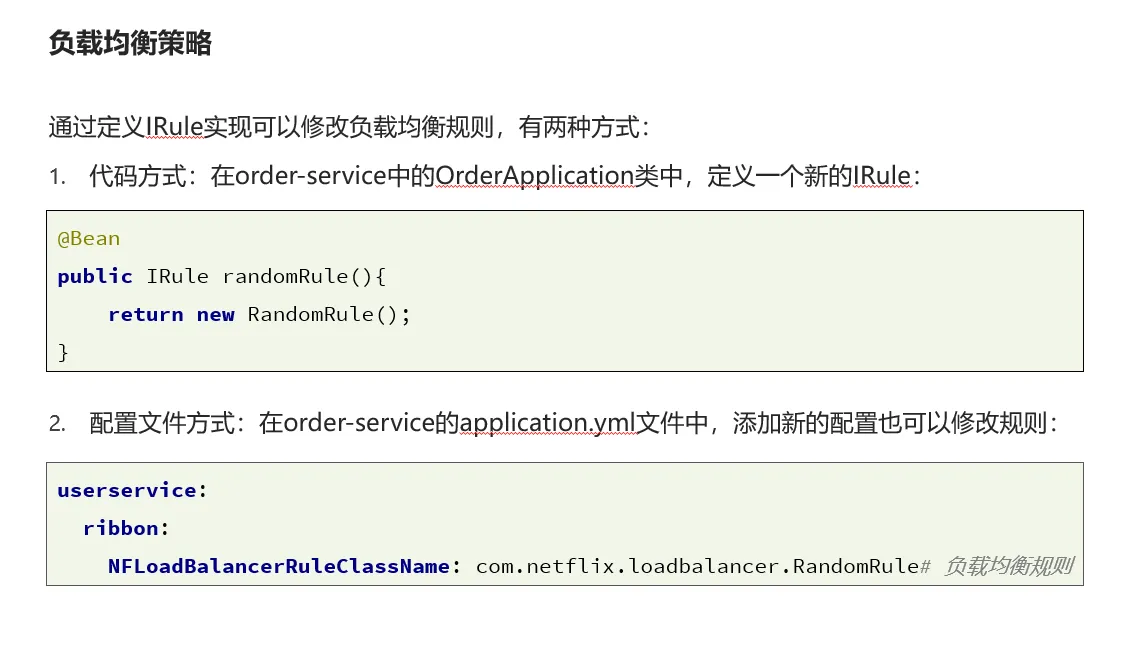 负载均衡策略
通过定义IRule实现可以修改负载均衡规则，有两种方式：
1. 代码方式：在order-service中的OrderApplication类中，定义一个新的IRule：
@Bean
public IRule randomRule(){
    return new RandomRule();
}
2. 配置文件方式：在order-service的application.yml文件中，添加新的配置也可以修改规则：
userservice:
  ribbon:
    NFLoadBalancerRuleClassName: com.netflix.loadbalancer.RandomRule# 负载均衡规则